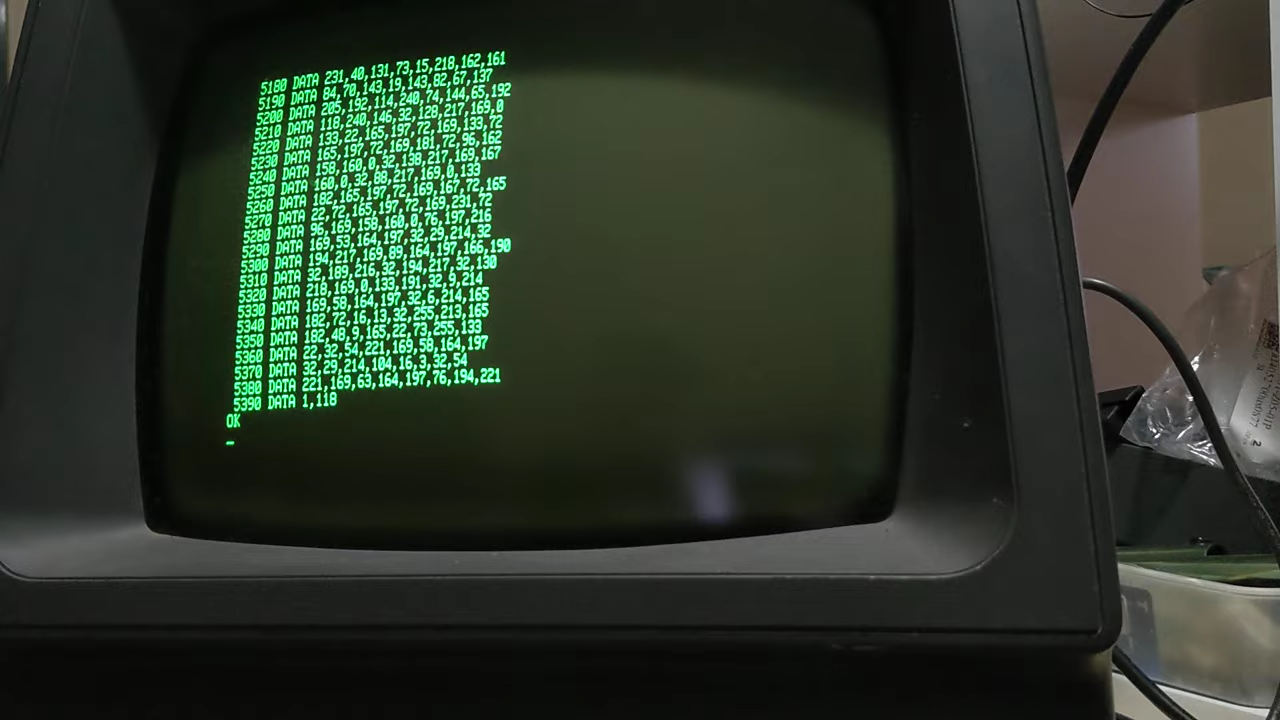 5180 DATA 231,40,131,73,15,218,162,161
5190 DATA 84,70,143,19,143,82,67,137
5200 DATA 205,192,114,240,74,144,65,192
5210 DATA 118,240,146,32,128,217,169,0
5220 DATA 133,22,165,197,72,169,133,72
5230 DATA 165,197,72,169,181,72,96,162
5240 DATA 158,160,0,32,138,217,169,167
5250 DATA 160,0,32,88,217,169,0,133
5260 DATA 182,165,197,72,169,167,72,165
5270 DATA 22,72,165,197,72,169,231,72
5280 DATA 96,169,158,160,0,76,197,216
5290 DATA 169,53,164,197,32,29,214,32
5300 DATA 194,217,169,89,164,197,166,190
5310 DATA 32,189,216,32,194,217,32,130
5320 DATA 218,169,0,133,191,32,9,214
5330 DATA 169,58,164,197,32,6,214,165
5340 DATA 182,72,16,13,32,255,213,165
5350 DATA 182,48,9,165,22,73,255,133
5360 DATA 22,32,54,221,169,58,164,197
5370 DATA 32,29,214,104,16,3,32,54
5380 DATA 221,169,63,164,197,76,194,221
5390 DATA 1,118
OK